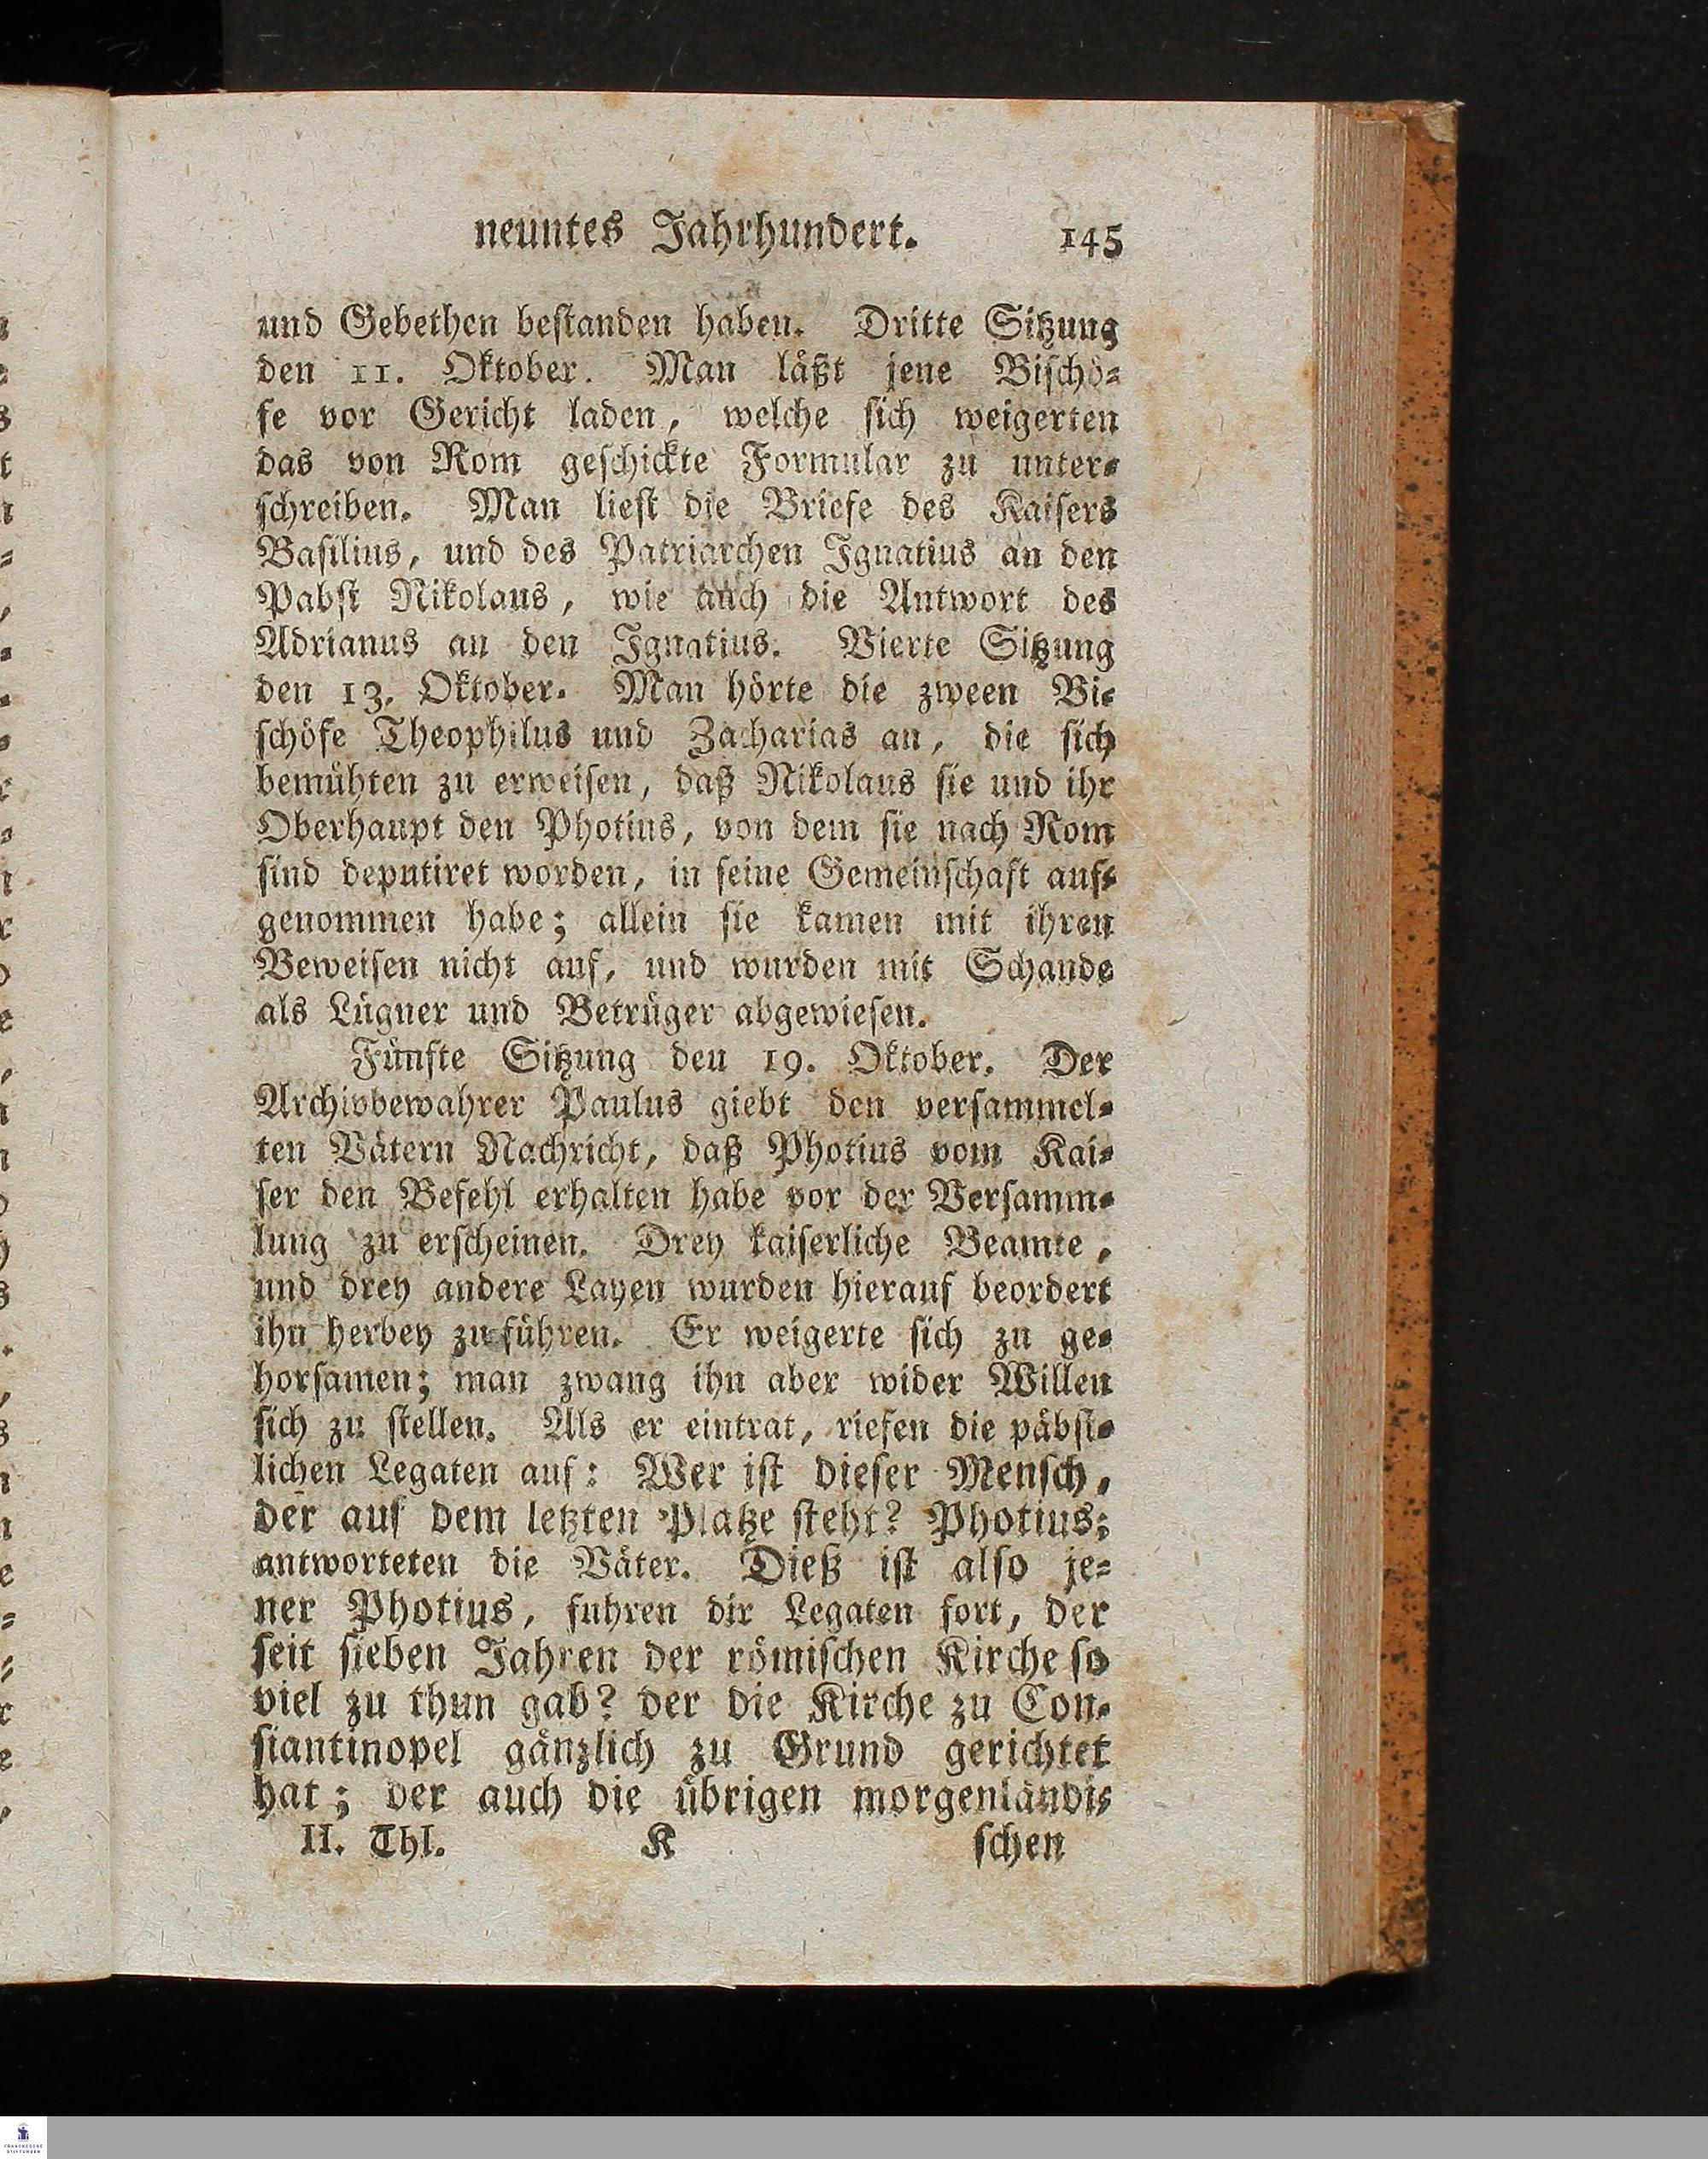 neuntes Jahrhundert. 145
und Gebethen bestanden haben. Dritte Sitzung
den 11. Oktober. Man läßt jene Bischö-
fe vor Gericht laden, welche sich weigerten
das von Rom geschickte Formular zu unter-
schreiben. Man liest die Briefe des Kaisers
Basilius, und des Patriarchen Ignatius an den
Pabst Nikolaus, wie auch die Antwort des
Adrianus an den Ignatius. Vierte Sitzung
den 13. Oktober. Man hörte die zween Bi-
schöfe Theophilus und Zacharias an, die sich
bemühten zu erweisen, daß Nikolaus sie und ihr
Oberhaupt den Photius, von dem sie nach Rom
sind deputiret worden, in seine Gemeinschaft auf-
genommen habe; allein sie kamen mit ihren
Beweisen nicht auf, und wurden mit Schande
als Lügner und Betrüger abgewiesen.
Fünfte Sitzung den 19. Oktober. Der
Archivbewahrer Paulus giebt den versammel-
ten Vätern Nachricht, daß Photius vom Kai-
ser den Befehl erhalten habe vor der Versamm-
lung zu erscheinen. Drey kaiserliche Beamte,
und drey andere Layen wurden hierauf beordert
ihn herbey zu führen. Er weigerte sich zu ge-
horsamen; man zwang ihn aber wider Willen
sich zu stellen. Als er eintrat, riefen die päbst-
lichen Legaten auf: Wer ist dieser Mensch,
der auf dem letzten Platze steht? Photius;
antworteten die Väter. Dieß ist also je-
ner Photius, fuhren dir Legaten fort, der
seit sieben Jahren der römischen Kirche so
viel zu thun gab? der die Kirche zu Con-
stantinopel gänzlich zu Grund gerichtet
hat; der auch die übrigen morgenländi-
II. Thl. K schen
FRANCKESCHE
STIFTUNGEN